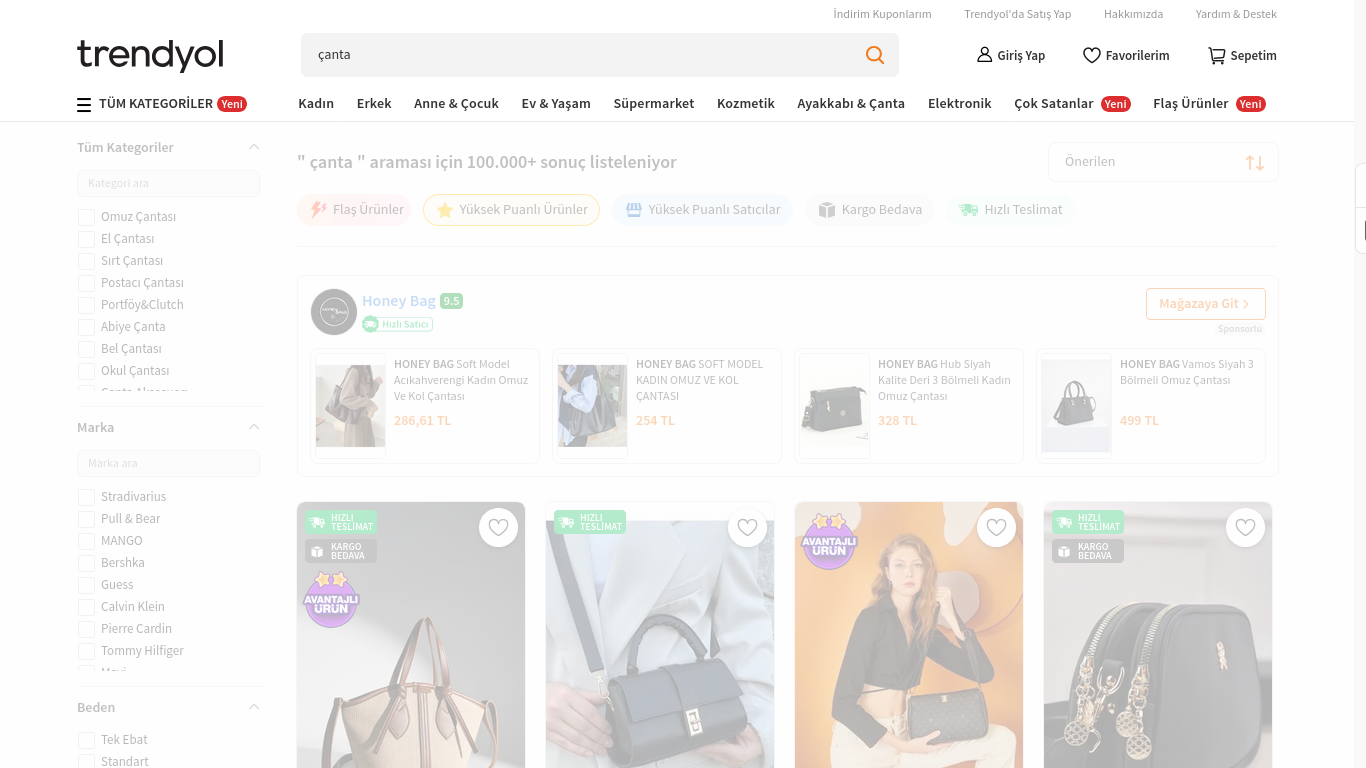 İndirim Kuponlarım Trendyol'da Satış Yap Hakkımızda Yardım & Destek
trendyol
çanta
Giriş Yap Favorilerim Sepetim
TÜM KATEGORİLER Yeni Kadın Erkek Anne & Çocuk Ev & Yaşam Süpermarket Kozmetik Ayakkabı & Çanta Elektronik Çok Satanlar Yeni Flaş Ürünler Yeni
Tüm Kategoriler
Kategori ara
Omuz Çantası
El Çantası
Sırt Çantası
Postacı Çantası
Portföy&Clutch
Abiye Çanta
Bel Çantası
Okul Çantası
Marka
Marka ara
Stradivarius
Pull & Bear
MANGO
Bershka
Guess
Calvin Klein
Pierre Cardin
Tommy Hilfiger
Beden
Tek Ebat
Standart
" çanta " araması için 100.000+ sonuç listeleniyor
Önerilen
Flaş Ürünler Yüksek Puanlı Ürünler Yüksek Puanlı Satıcılar Kargo Bedava Hızlı Teslimat
Honey Bag 9.5
Hızlı Satıcı
Mağazaya Git
Sponsorlu
HONEY BAG Soft Model
Acıkahverengi Kadın Omuz
Ve Kol Çantası
286,61 TL
HONEY BAG SOFT MODEL
KADIN OMUZ VE KOL
ÇANTASI
254 TL
HONEY BAG Hub Siyah
Kalite Deri 3 Bölmeli Kadın
Omuz Çantası
328 TL
HONEY BAG Vamos Siyah 3
Bölmeli Omuz Çantası
499 TL
HIZLI
TESLİMAT
KARGO
BEDAVA
AVANTAJLI
ÜRÜN
HIZLI
TESLİMAT
AVANTAJLI
ÜRÜN
HIZLI
TESLİMAT
KARGO
BEDAVA